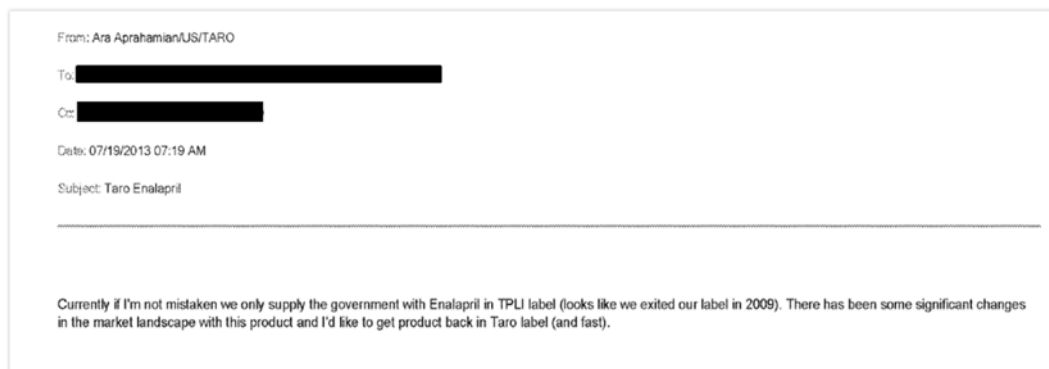 From: Ara Aprahamian/US/TARO
To:
Cc:
Date: 07/19/2013 07:19 AM
Subject: Taro Enalapril
Currently if I'm not mistaken we only supply the government with Enalapril in TPLI label (looks like we exited our label in 2009). There has been some significant changes
in the market landscape with this product and I'd like to get product back in Taro label (and fast).